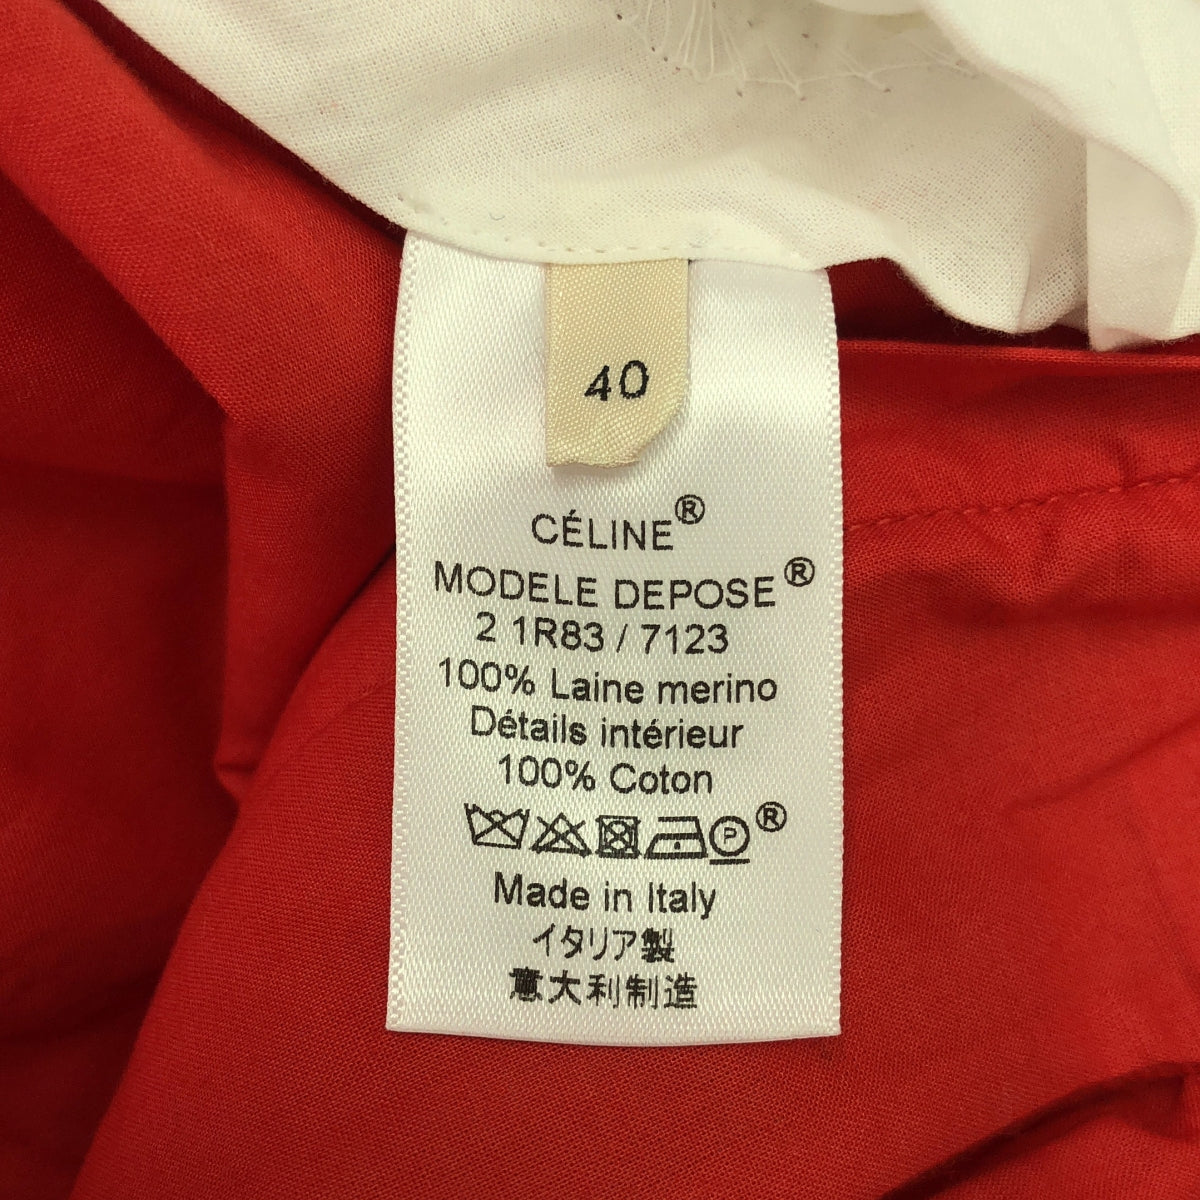 40
CÉLINE®
MODELE DEPOSE®
2 1R83 / 7123
100% Laine merino
Détails intérieur
100% Coton
P ®
Made in Italy
イタリア製
意大利制造